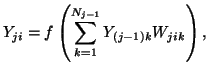 Y_{ji} = f\left( \sum_{k=1}^{N_{j-1}} Y_{(j-1)k} W_{jik} \right),